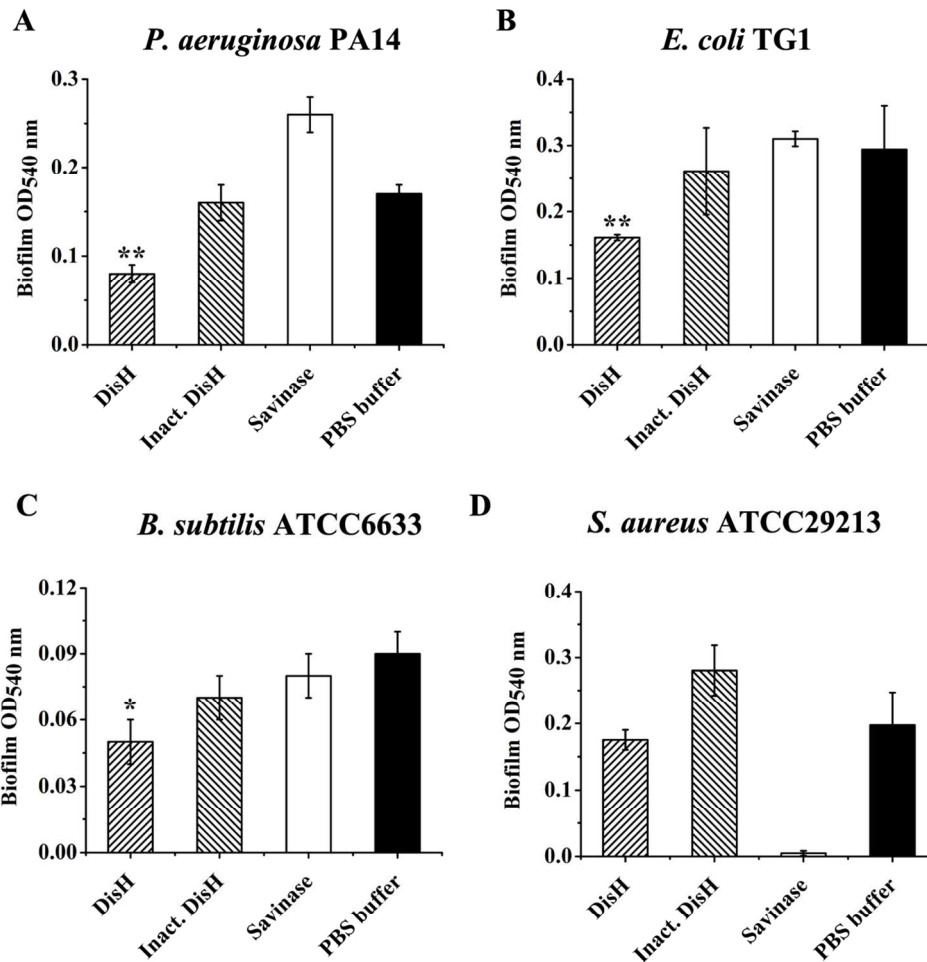 A
P. aeruginosa PA14
Biofilm OD540 nm
0.3
0.2
0.1
0.0
**
DisH
Inact. DisH
Savinase
PBS buffer
B
E. coli TG1
Biofilm OD540 nm
0.4
0.3
0.2
0.1
0.0
**
DisH
Inact. DisH
Savinase
PBS buffer
C
B. subtilis ATCC6633
Biofilm OD540 nm
0.12
0.09
0.06
0.03
0.00
*
DisH
Inact. DisH
Savinase
PBS buffer
D
S. aureus ATCC29213
Biofilm OD540 nm
0.4
0.3
0.2
0.1
0.0
DisH
Inact. DisH
Savinase
PBS buffer